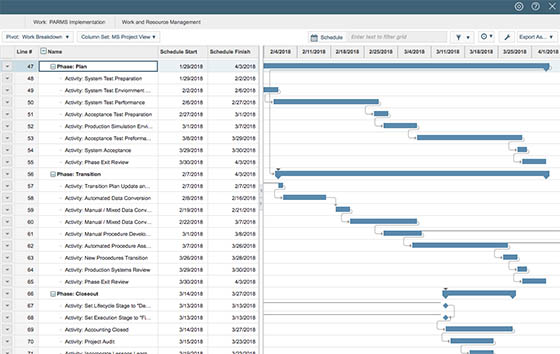 Work: PARMS Implementation Work and Resource Management
Pivot: Work Breakdown Column Set: MS Project View Schedule Enter text to filter grid Export As...
Line # Name Schedule Start Schedule Finish 2/4/2018 2/11/2018 2/18/2018 2/25/2018 3/4/2018 3/11/2018 3/18/2018 3/25/2018 4/1/2018
47 Phase: Plan 1/29/2018 4/3/2018
48 Activity: System Test Preparation 1/29/2018 2/2/2018
49 Activity: System Test Environment ... 2/2/2018 2/6/2018
50 Activity: System Test Performance 2/6/2018 2/27/2018
51 Activity: Acceptance Test Preparation 2/27/2018 3/1/2018
52 Activity: Production Simulation Envi... 3/1/2018 3/8/2018
53 Activity: Acceptance Test Preforma... 3/8/2018 3/29/2018
54 Activity: System Acceptance 3/29/2018 3/30/2018
55 Activity: Phase Exit Review 3/30/2018 4/3/2018
56 Phase: Transition 2/7/2018 4/3/2018
57 Activity: Transition Plan Update an... 2/7/2018 2/7/2018
58 Activity: Automated Data Conversion 2/8/2018 2/16/2018
59 Activity: Manual / Mixed Data Conv... 2/19/2018 2/21/2018
60 Activity: Manual / Mixed Data Conv... 2/22/2018 3/7/2018
61 Activity: Manual Procedure Develo... 3/1/2018 3/8/2018
62 Activity: Automated Procedure Ass... 3/7/2018 3/26/2018
63 Activity: New Procedures Transition 3/26/2018 3/28/2018
64 Activity: Production Systems Review 3/29/2018 3/30/2018
65 Activity: Phase Exit Review 3/30/2018 4/3/2018
66 Phase: Closeout 3/14/2018 3/27/2018
67 Activity: Set Lifecycle Stage to "De... 3/13/2018 3/13/2018
68 Activity: Set Execution Stage to "Fi... 3/13/2018 3/13/2018
69 Activity: Accounting Closed 3/14/2018 3/27/2018
70 Activity: Project Audit 3/15/2018 3/21/2018
71 Activity: Incorporate Lessons Learn...